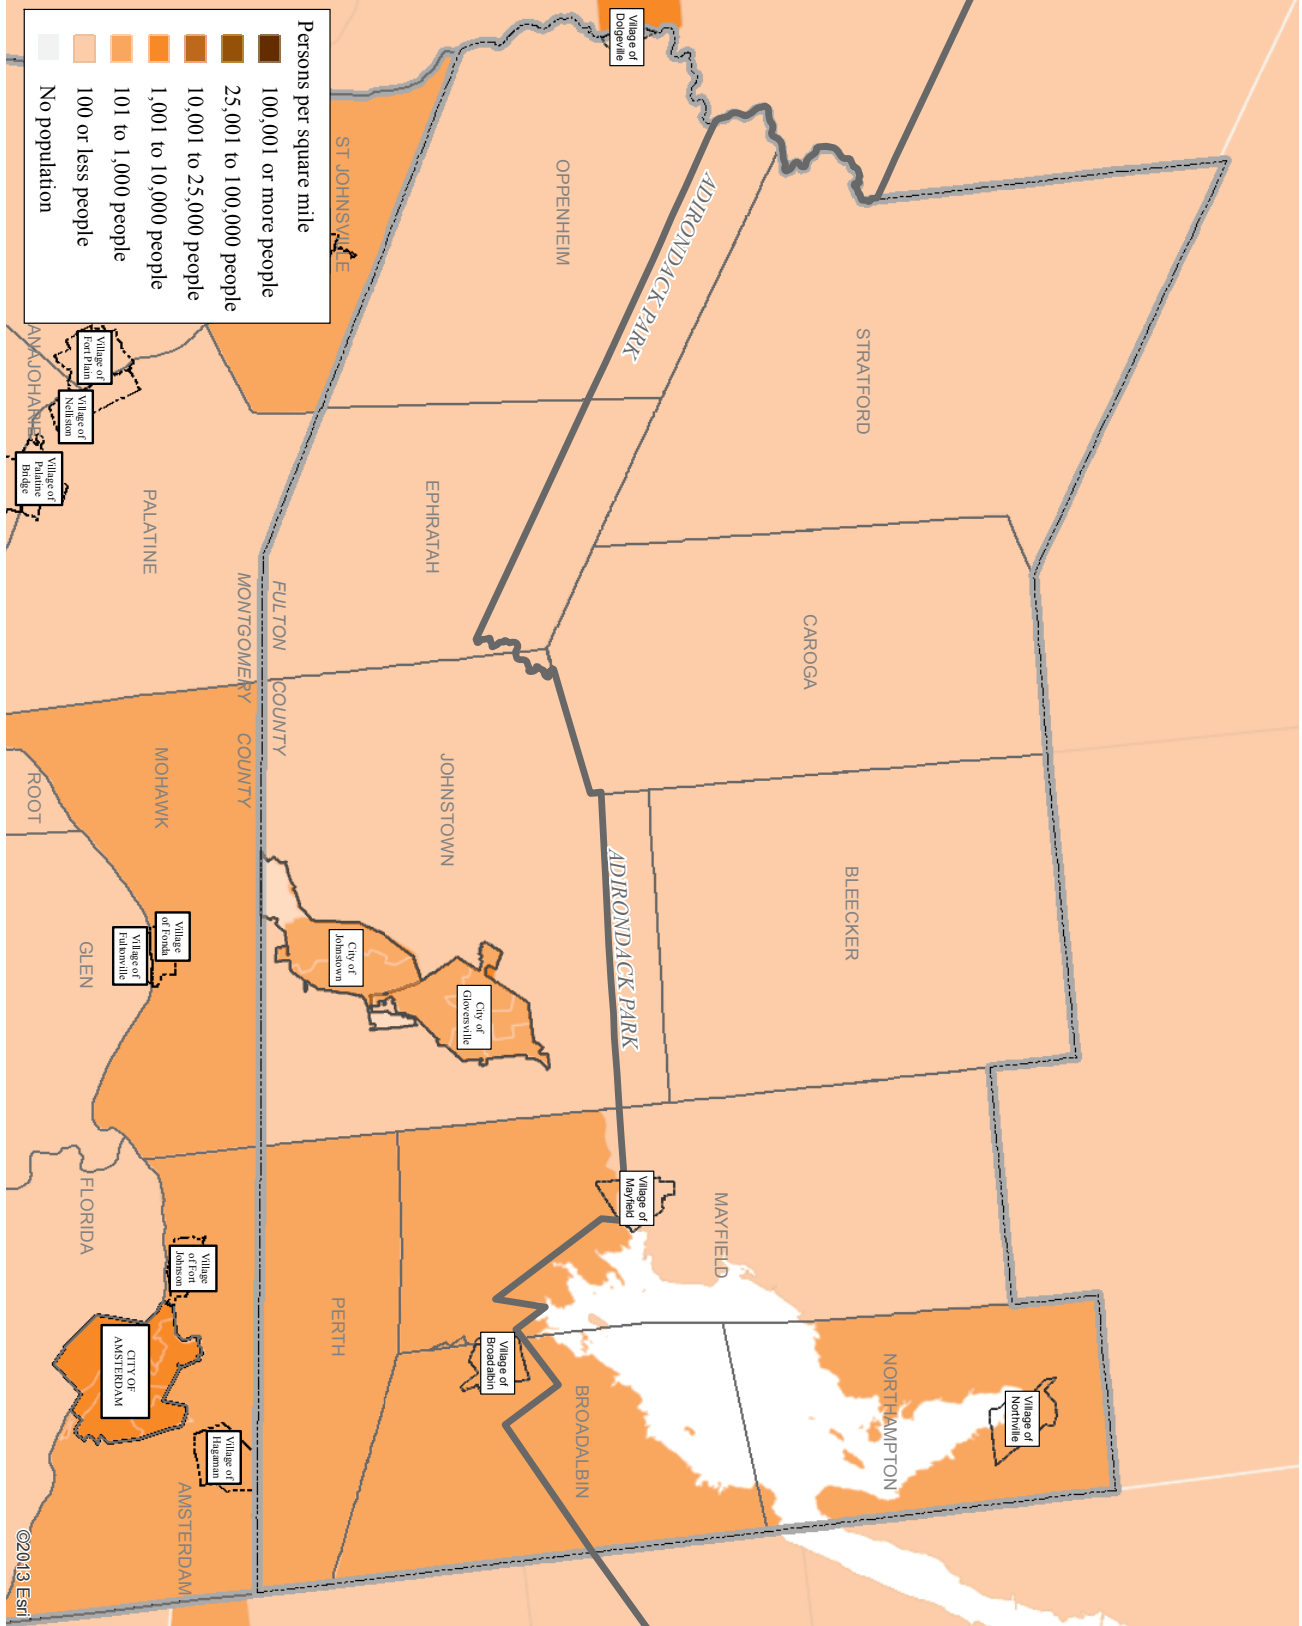 Persons per square mile
100,001 or more people
25,001 to 100,000 people
10,001 to 25,000 people
1,001 to 10,000 people
101 to 1,000 people
100 or less people
No population
Village of
Dolgeville
ST JOHNSVILLE
OPPENHEIM
ADIRONDACK PARK
STRATFORD
ANAJOHARIE
Village of
Fort Plain
Village of
Nelliston
Village of
Palatine
Bridge
PALATINE
EPHRATAH
FULTON COUNTY
MONTGOMERY COUNTY
CAROGA
ROOT
MOHAWK
JOHNSTOWN
BLEECKER
ADIRONDACK PARK
GLEN
Village
of Fonda
Village of
Fultonville
City of
Johnstown
City of
Gloversville
FLORIDA
Village
of Fort
Johnson
PERTH
Village of
Mayfield
MAYFIELD
CITY OF
AMSTERDAM
Village of
Broadalbin
BROADALBIN
NORTHAMPTON
Village of
Northville
Village of
Hagaman
AMSTERDAM
©2013 Esri